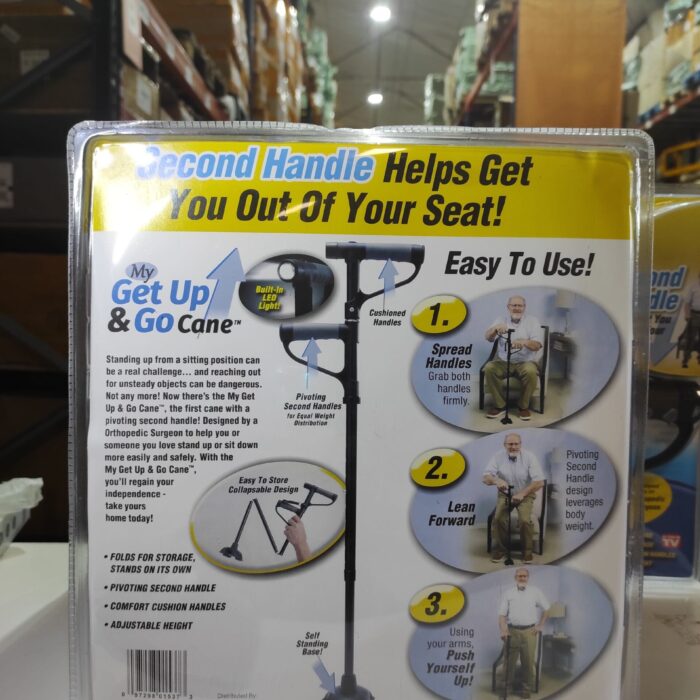 Second Handle Helps Get
You Out Of Your Seat!
My
Get Up
& Go Cane™
Built-In
LED
Light!
Cushioned
Handles
Easy To Use!
Standing up from a sitting position can
be a real challenge... and reaching out
for unsteady objects can be dangerous.
Not any more! Now there's the My Get
Up & Go Cane™, the first cane with a
pivoting second handle! Designed by a
Orthopedic Surgeon to help you or
someone you love stand up or sit down
more easily and safely. With the
My Get Up & Go Cane™,
you'll regain your
independence -
take yours
home today!
Pivoting
Second Handles
for Equal Weight
Distribution
Easy To Store
Collapsable Design
• FOLDS FOR STORAGE,
STANDS ON ITS OWN
• PIVOTING SECOND HANDLE
• COMFORT CUSHION HANDLES
• ADJUSTABLE HEIGHT
Self
Standing
Base!
Distributed By:
1.
Spread
Handles
Grab both
handles
firmly.
2.
Lean
Forward
Pivoting
Second
Handle
design
leverages
body
weight.
3.
Using
your arms,
Push
Yourself
Up!